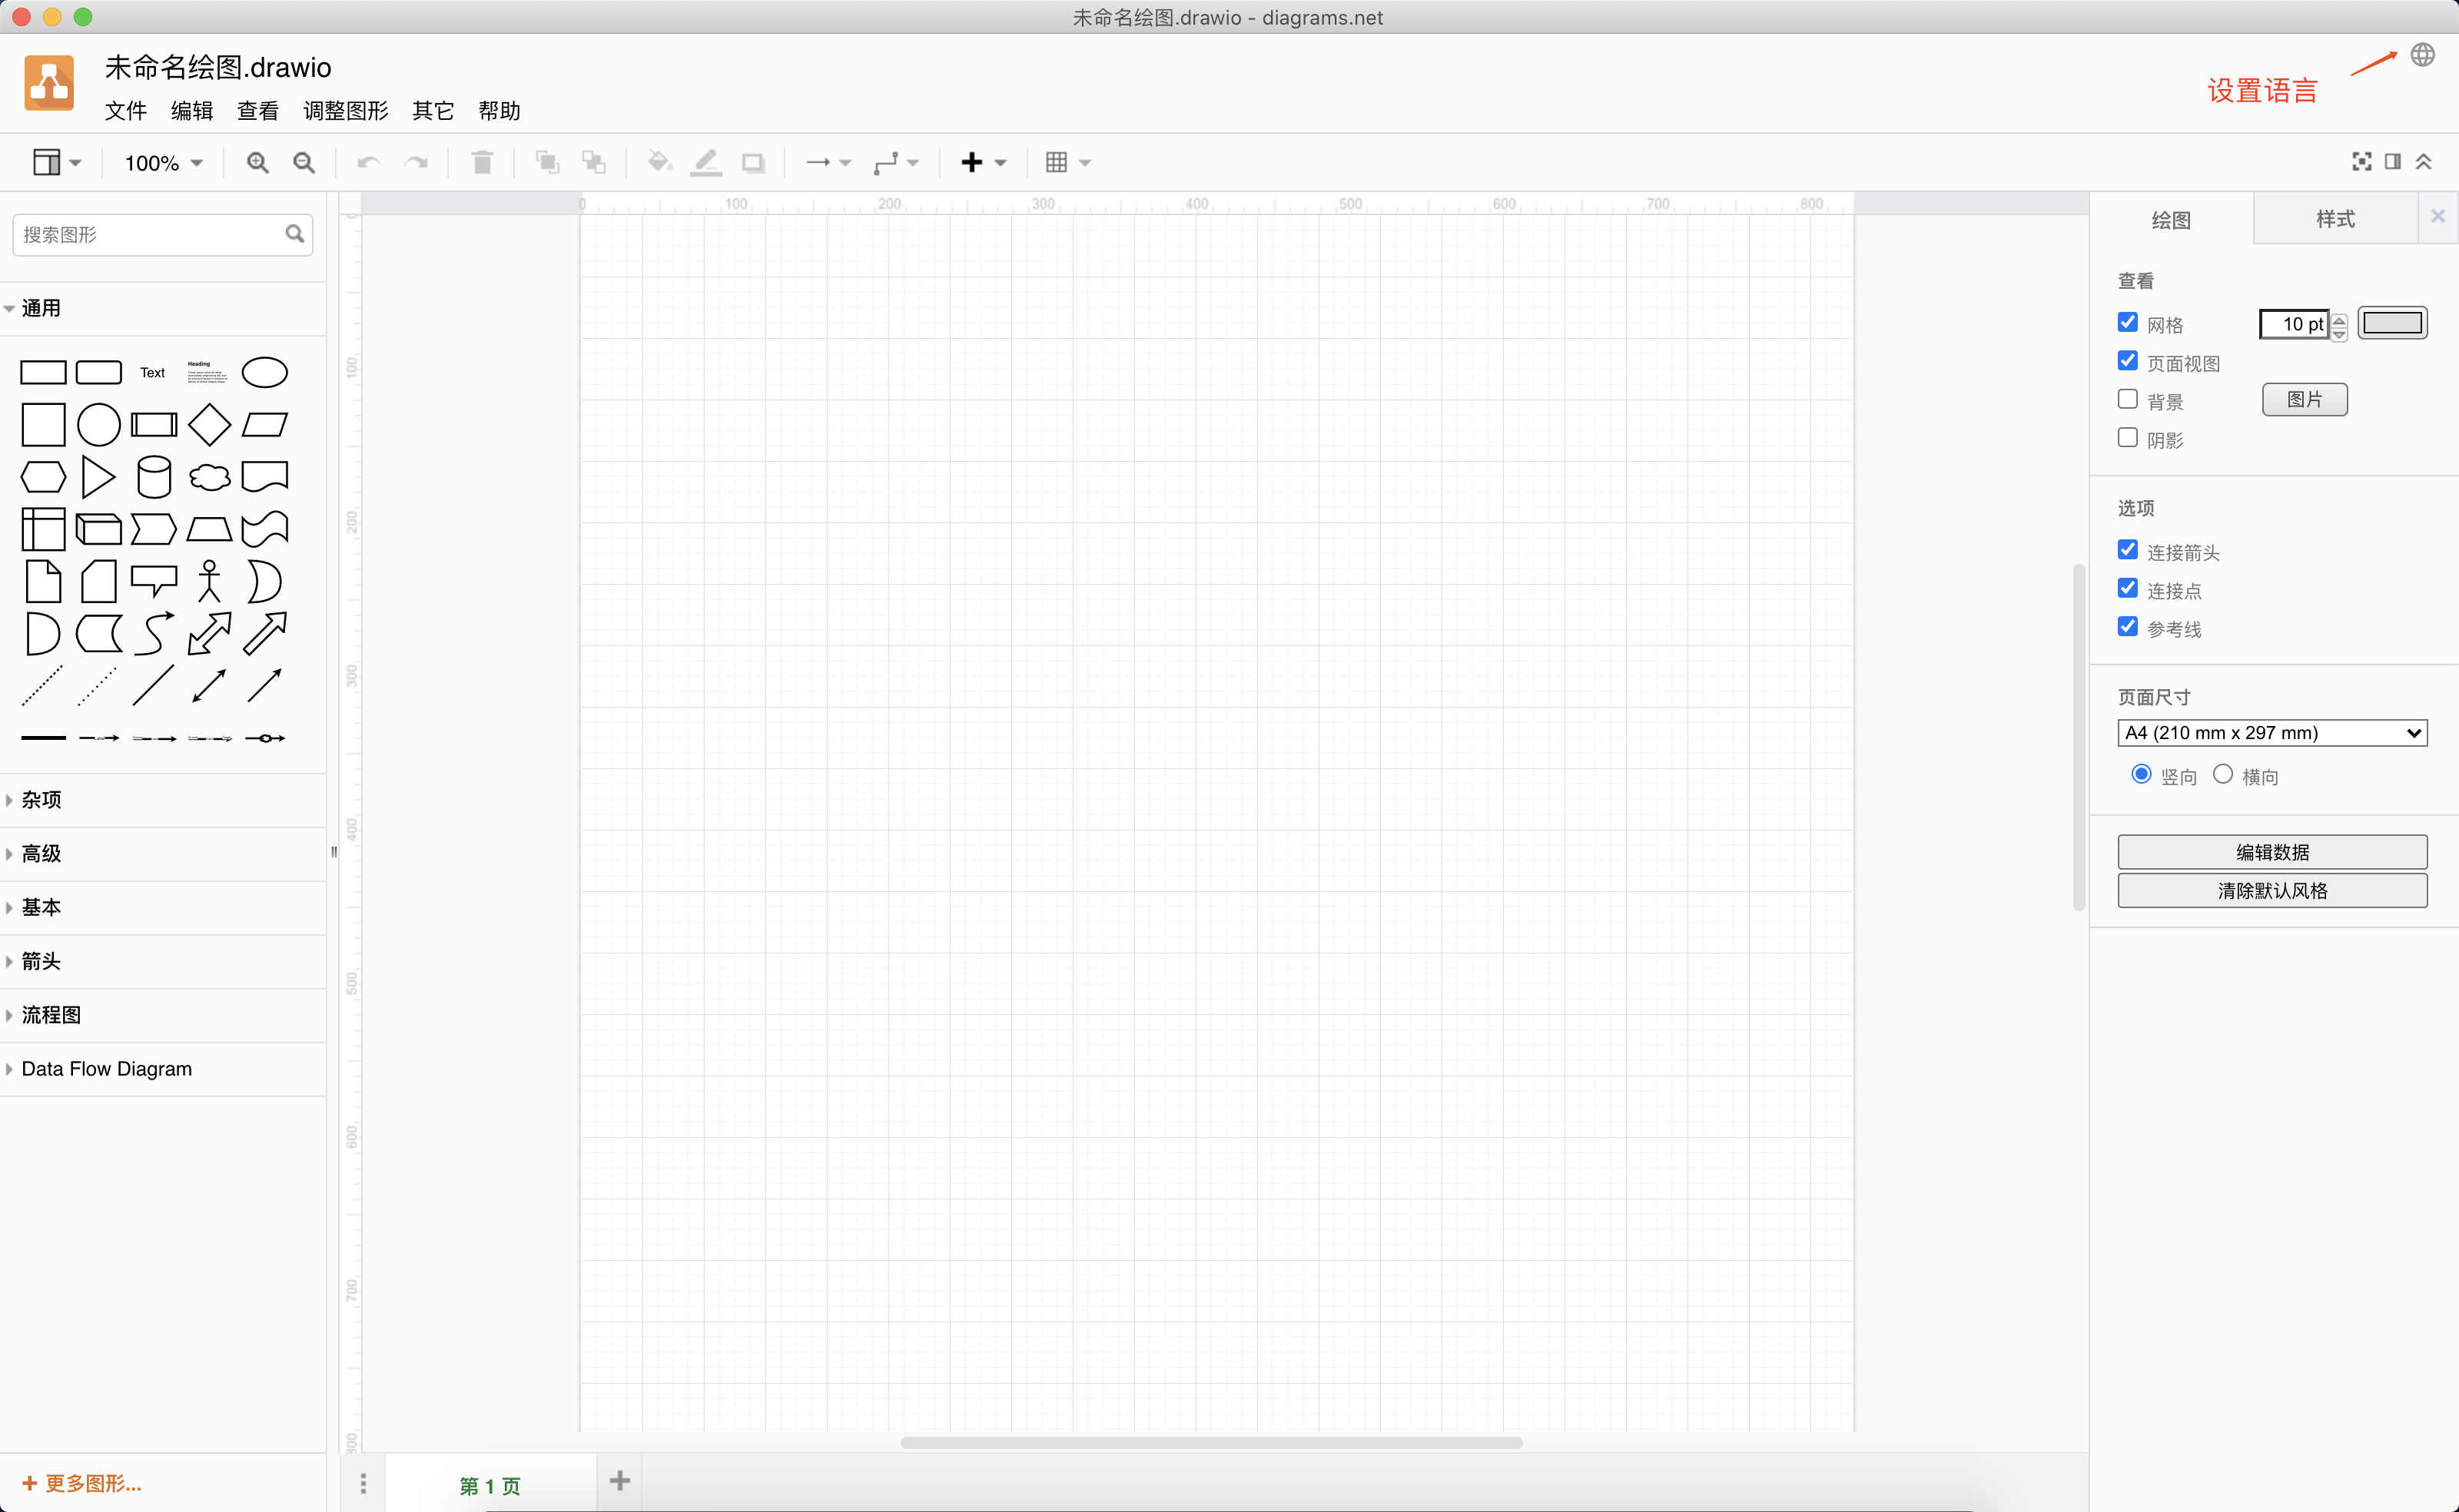 未命名绘图.drawio - diagrams.net
未命名绘图.drawio
文件 编辑 查看 调整图形 其它 帮助
设置语言
100%
搜索图形
通用
Text
Heading
杂项
高级
基本
箭头
流程图
Data Flow Diagram
+ 更多图形...
0 100 200 300 400 500 600 700 800
0
100
200
300
400
500
600
700
800
第 1 页
绘图 样式
查看
网格 10 pt
页面视图
背景 图片
阴影
选项
连接箭头
连接点
参考线
页面尺寸
A4 (210 mm x 297 mm)
竖向 横向
编辑数据
清除默认风格